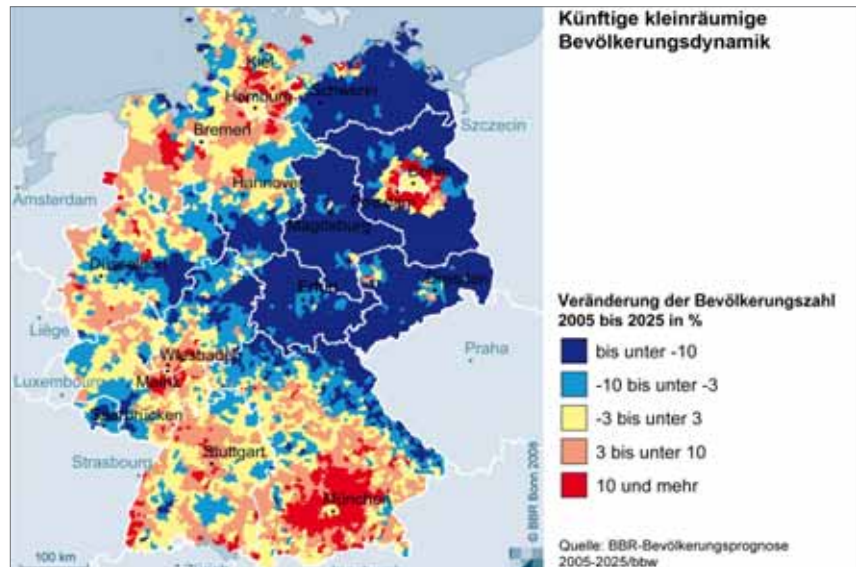 Künftige kleinräumige
Bevölkerungsdynamik
Kiel
Hamburg
Schwerin
Szczecin
Bremen
Amsterdam
Hannover
Berlin
Potsdam
Magdeburg
Düsseldorf
Erfurt
Dresden
Liège
Wiesbaden
Praha
Luxembourg
Mainz
Saarbrücken
Strasbourg
Stuttgart
München
100 km
© BBR Bonn 2008
Veränderung der Bevölkerungszahl
2005 bis 2025 in %
bis unter -10
-10 bis unter -3
-3 bis unter 3
3 bis unter 10
10 und mehr
Quelle: BBR-Bevölkerungsprognose
2005-2025/bbw